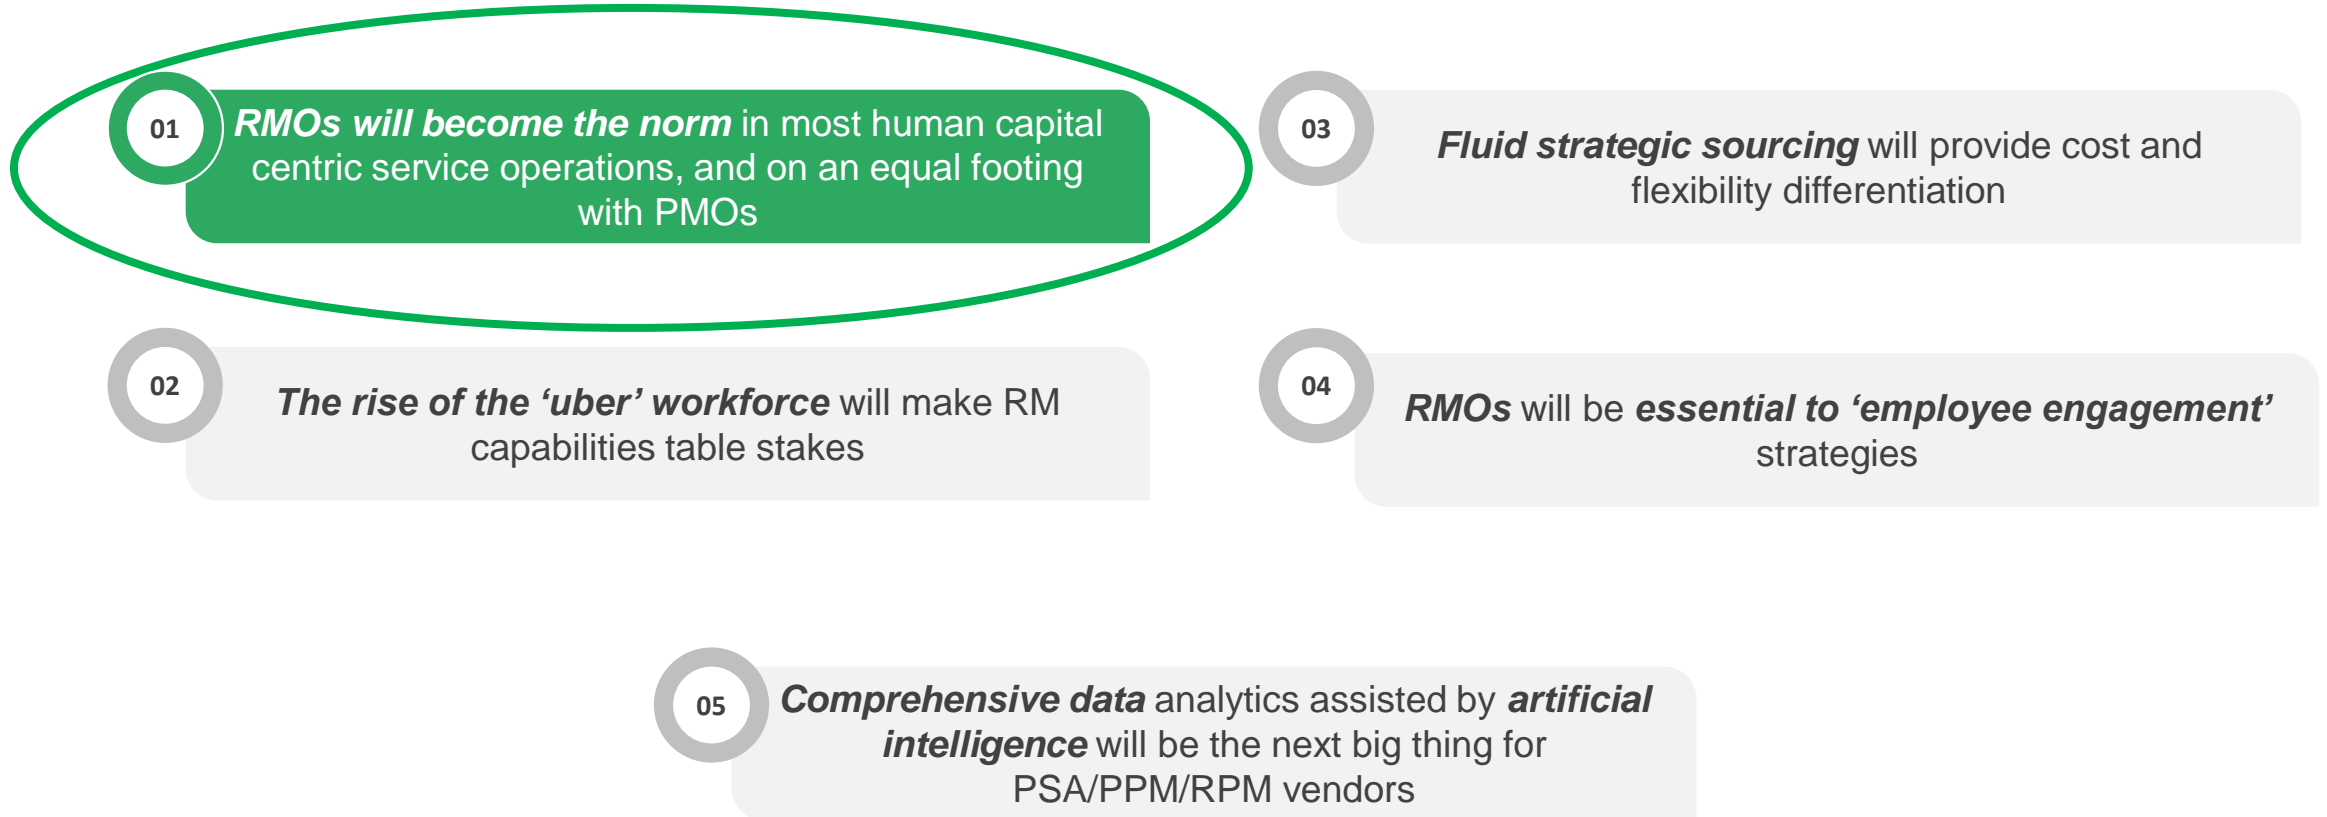 01
RMOs will become the norm in most human capital
centric service operations, and on an equal footing
with PMOs
02
The rise of the ‘uber’ workforce will make RM
capabilities table stakes
03
Fluid strategic sourcing will provide cost and
flexibility differentiation
04
RMOs will be essential to ‘employee engagement’
strategies
05
Comprehensive data analytics assisted by artificial
intelligence will be the next big thing for
PSA/PPM/RPM vendors